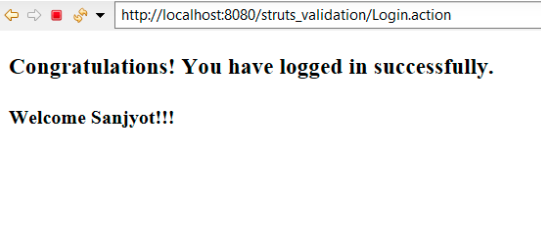 http://localhost:8080/struts_validation/Login.action
Congratulations! You have logged in successfully.
Welcome Sanjyot!!!